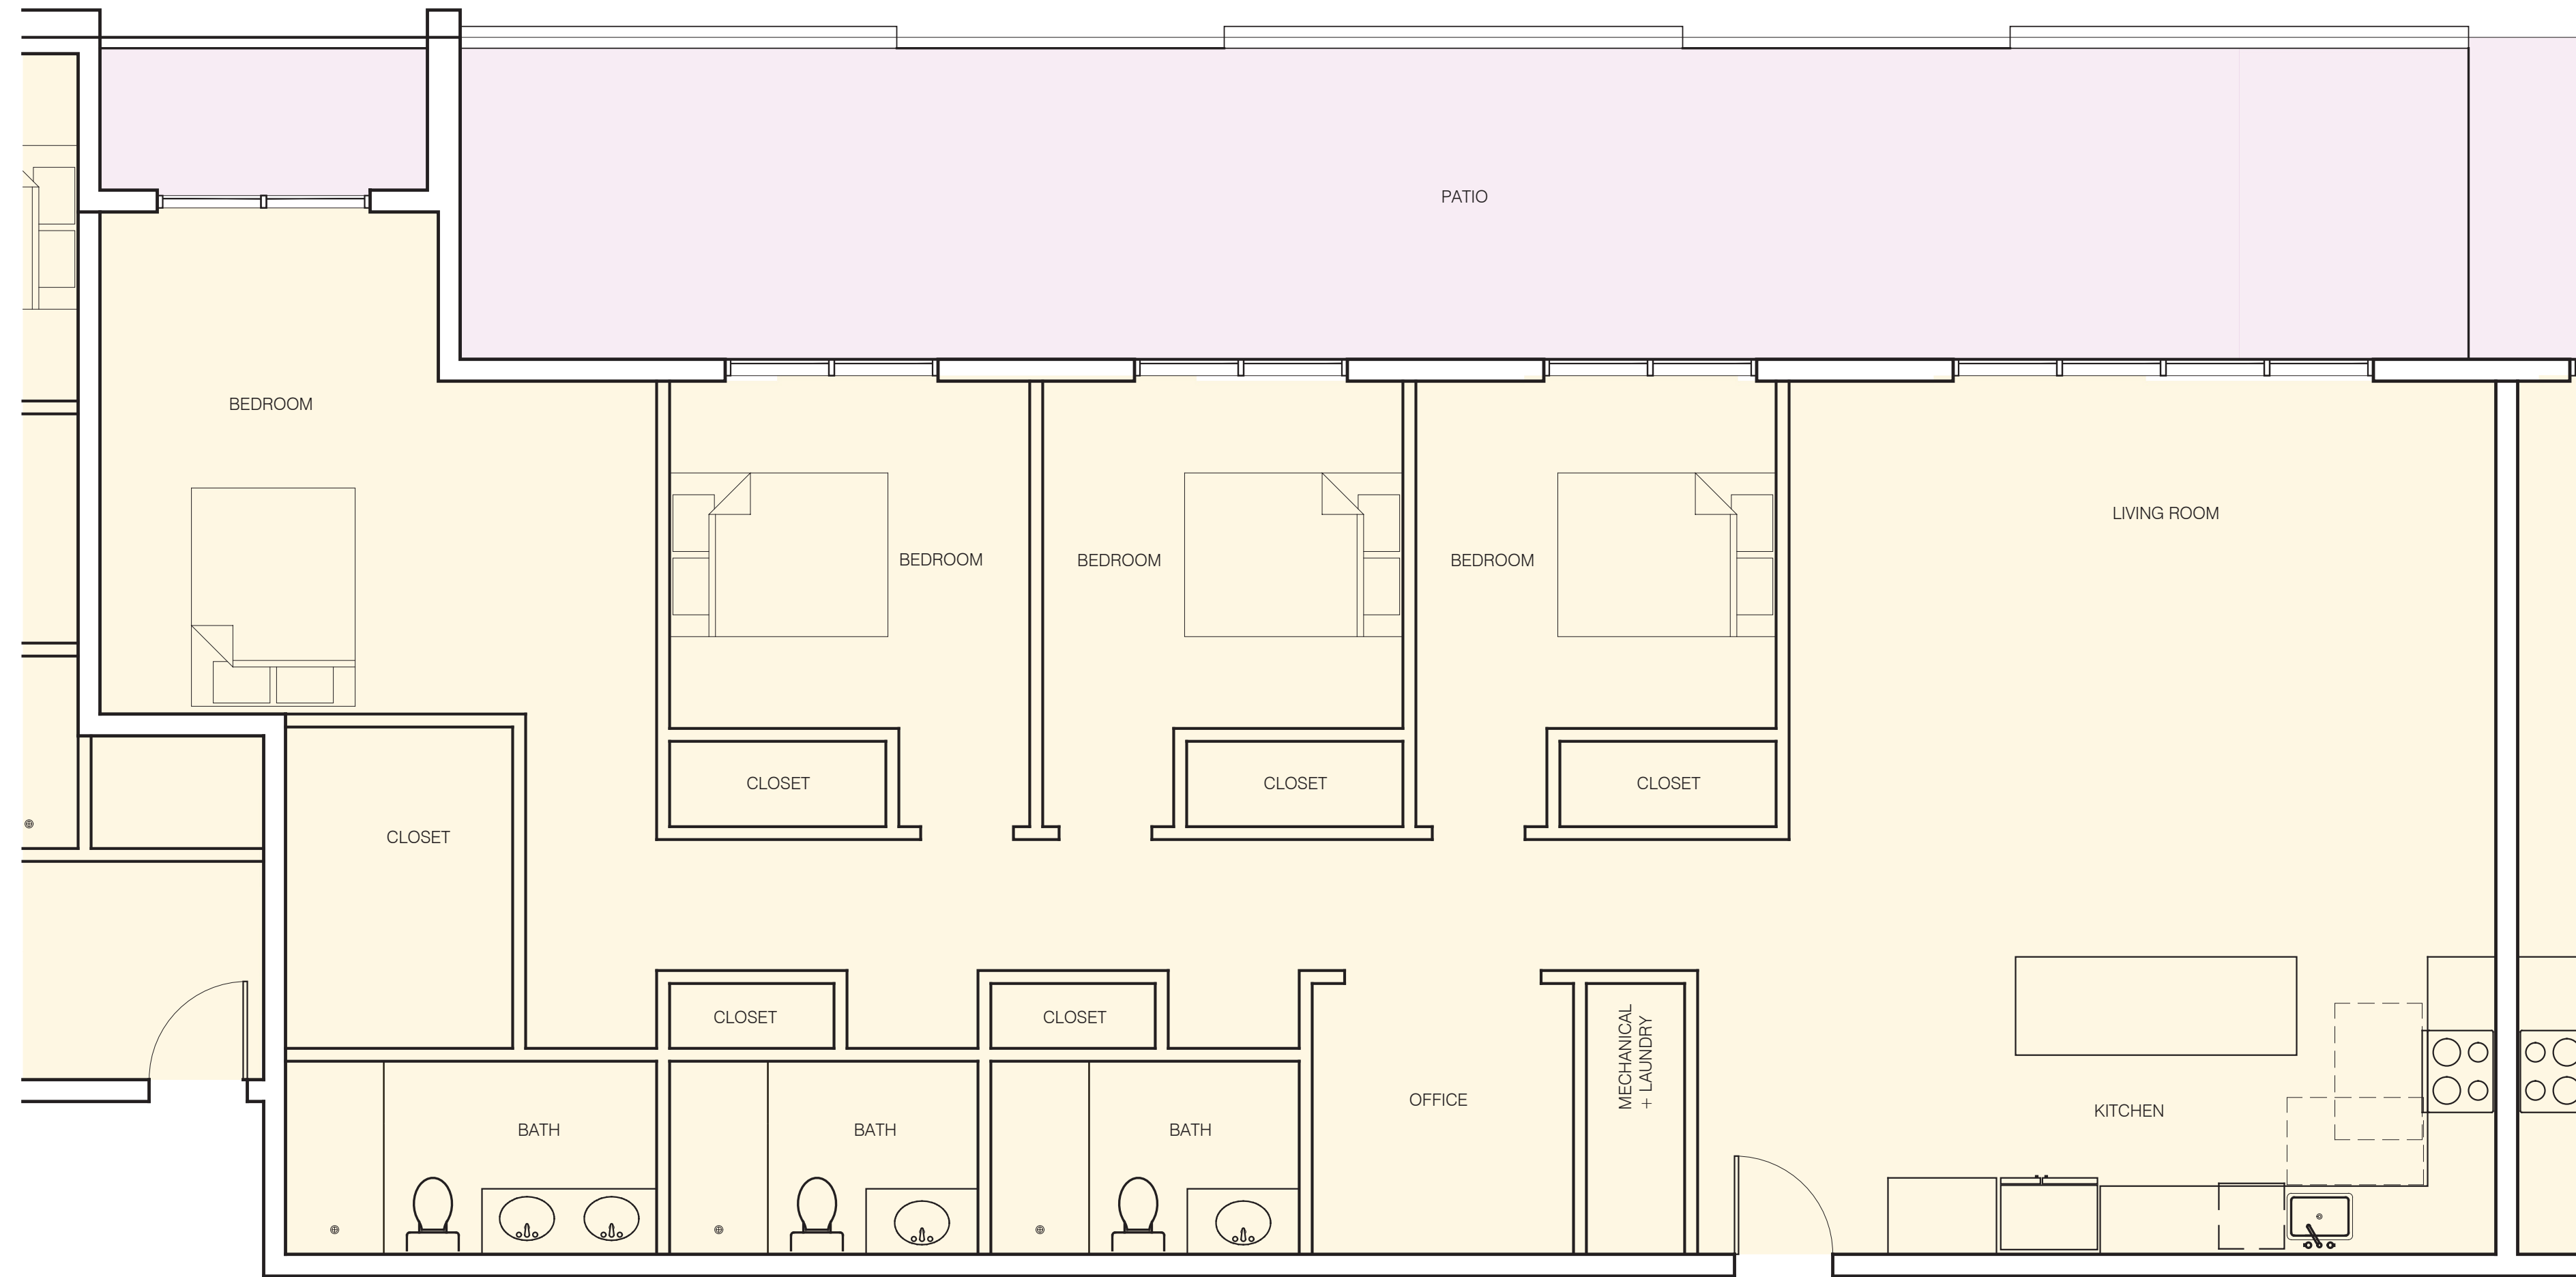 PATIO
BEDROOM
LIVING ROOM
BEDROOM
BEDROOM
BEDROOM
CLOSET
CLOSET
CLOSET
CLOSET
CLOSET
CLOSET
MECHANICAL
+ LAUNDRY
OFFICE
KITCHEN
BATH
BATH
BATH